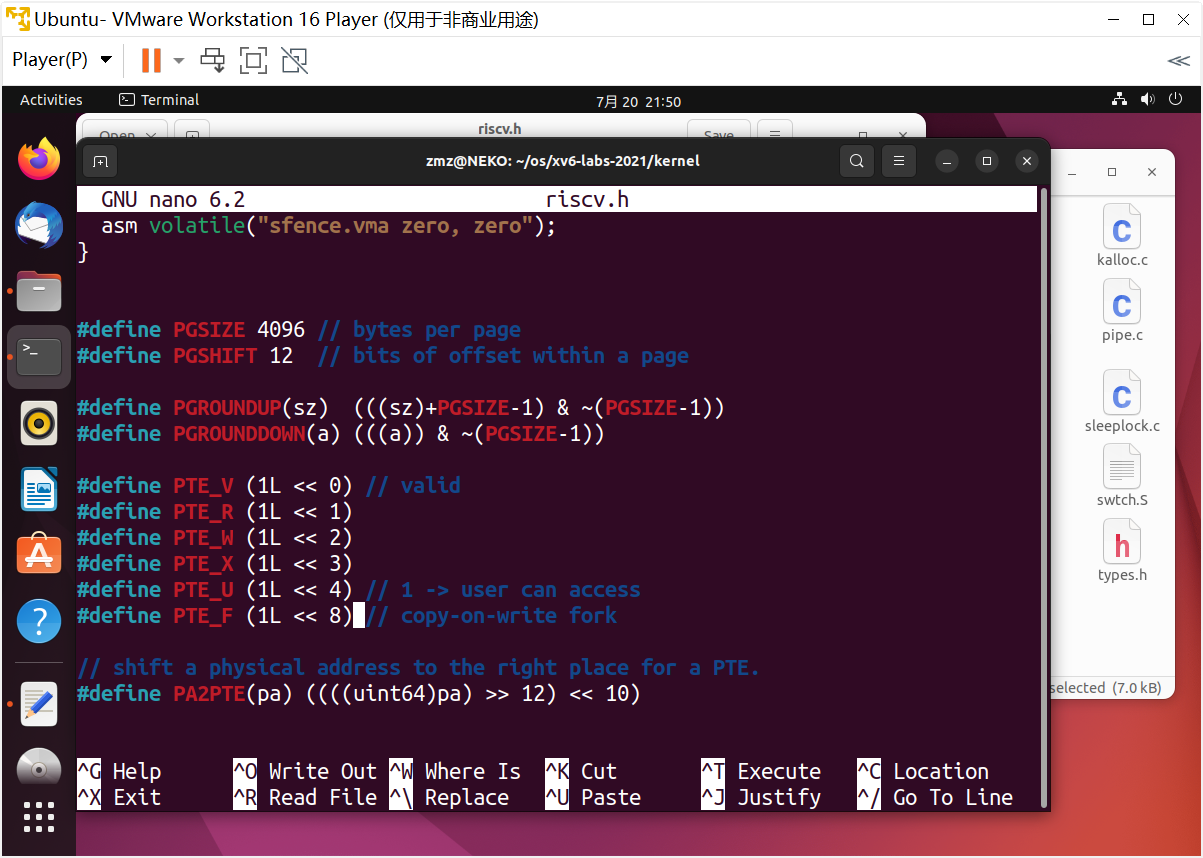 Ubuntu- VMware Workstation 16 Player (仅用于非商业用途)
Player(P)
Activities
Terminal
7月 20 21:50
Open
riscv.h
Save
zmz@NEKO: ~/os/xv6-labs-2021/kernel
GNU nano 6.2 riscv.h
asm volatile("sfence.vma zero, zero");
}
#define PGSIZE 4096 // bytes per page
#define PGSHIFT 12 // bits of offset within a page
#define PGROUNDUP(sz) (((sz)+PGSIZE-1) & ~(PGSIZE-1))
#define PGROUNDDOWN(a) (((a)) & ~(PGSIZE-1))
#define PTE_V (1L << 0) // valid
#define PTE_R (1L << 1)
#define PTE_W (1L << 2)
#define PTE_X (1L << 3)
#define PTE_U (1L << 4) // 1 -> user can access
#define PTE_F (1L << 8) // copy-on-write fork
// shift a physical address to the right place for a PTE.
#define PA2PTE(pa) ((((uint64)pa) >> 12) << 10)
^G Help ^O Write Out ^W Where Is ^K Cut ^T Execute ^C Location
^X Exit ^R Read File ^\ Replace ^U Paste ^J Justify ^/ Go To Line
kalloc.c
pipe.c
sleeplock.c
swtch.S
types.h
selected (7.0 kB)